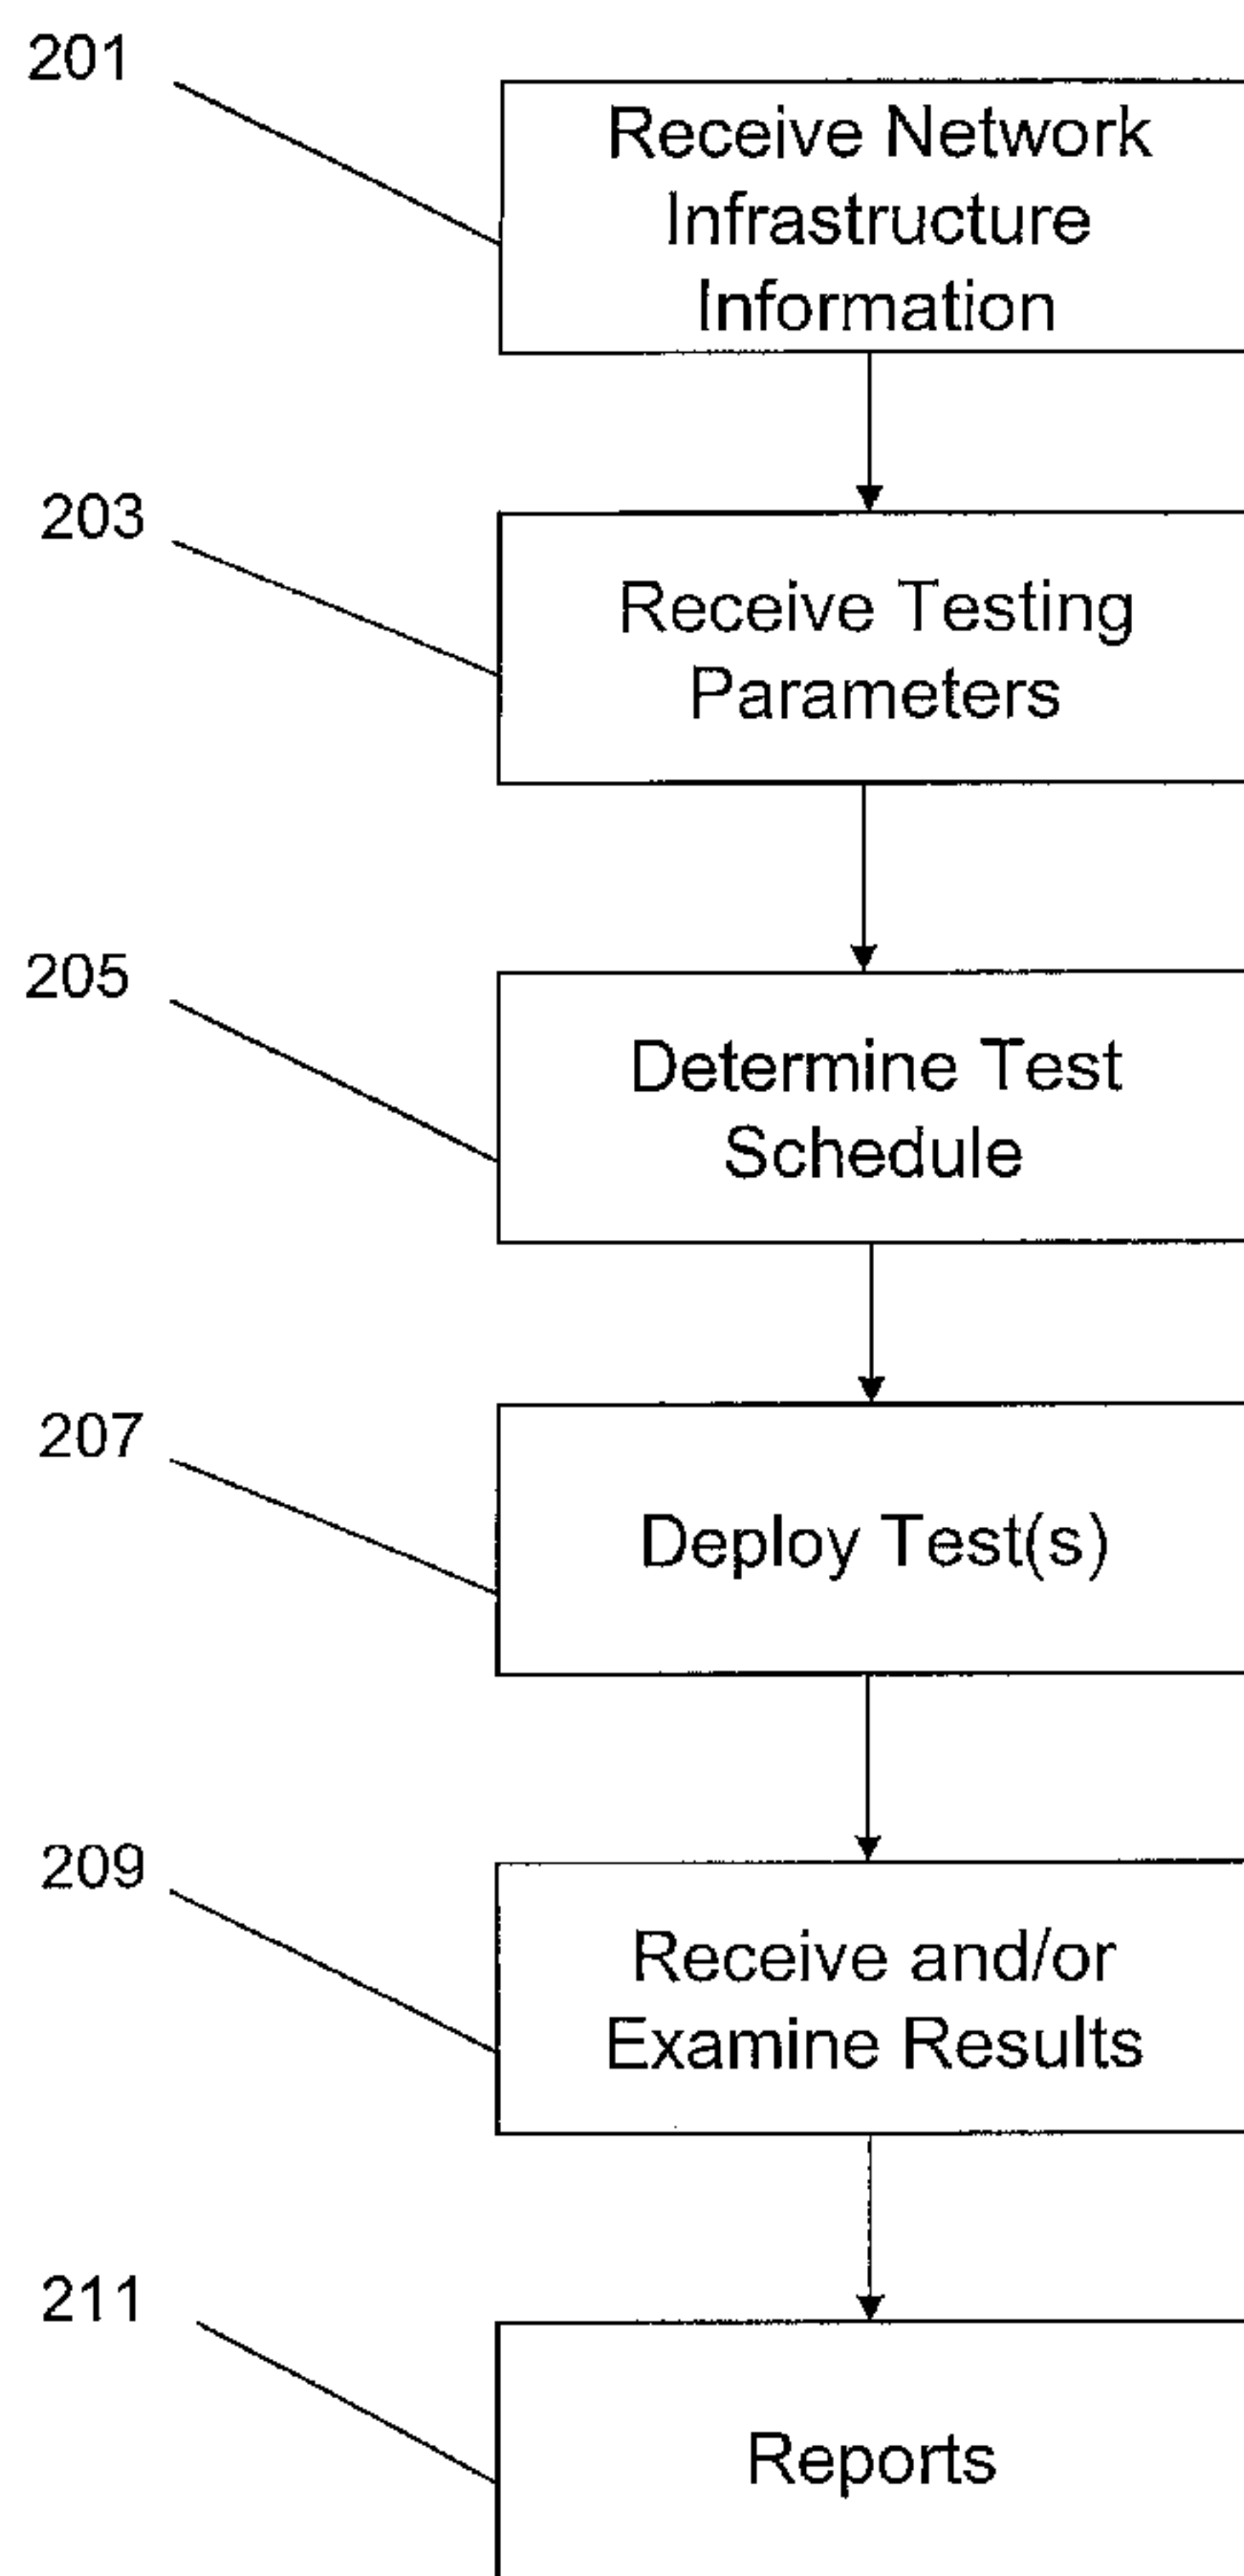 201
Receive Network
Infrastructure
Information
203
Receive Testing
Parameters
205
Determine Test
Schedule
207
Deploy Test(s)
209
Receive and/or
Examine Results
211
Reports